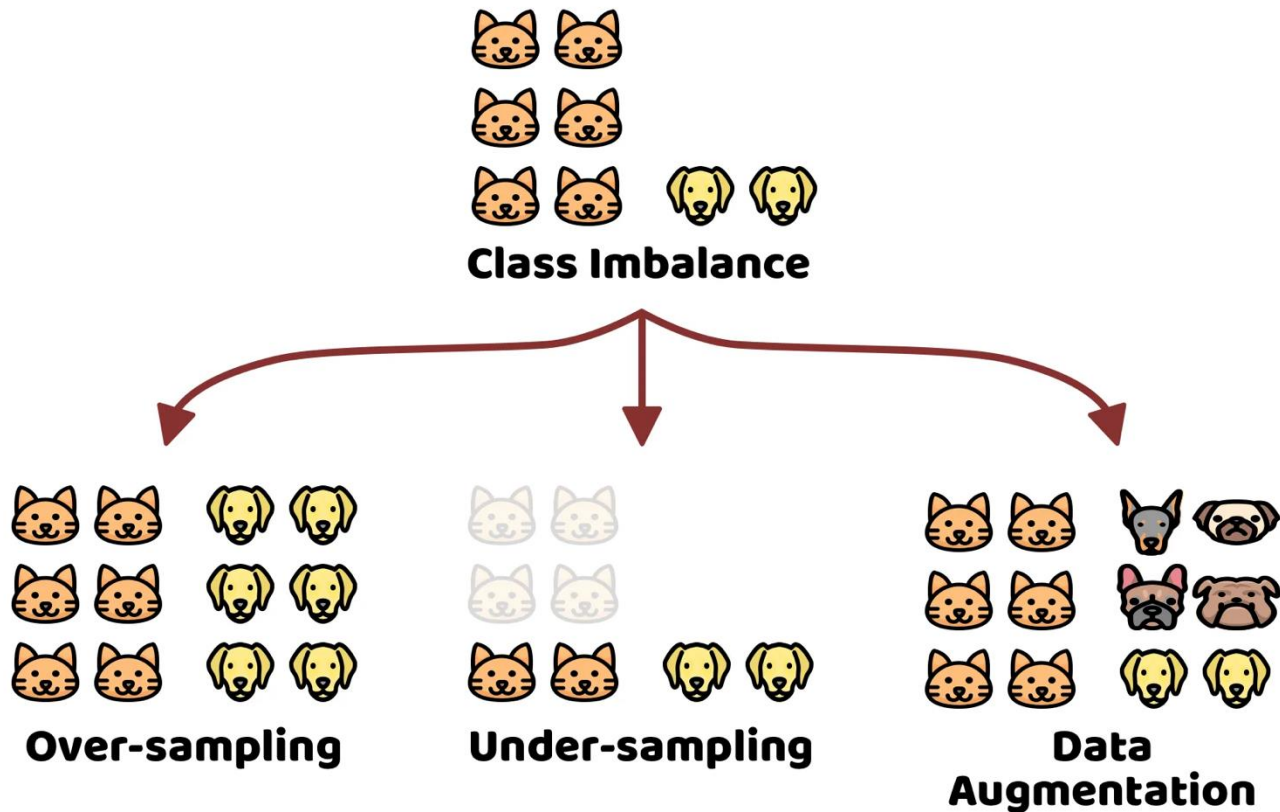 Class Imbalance
Over-sampling
Under-sampling
Data
Augmentation